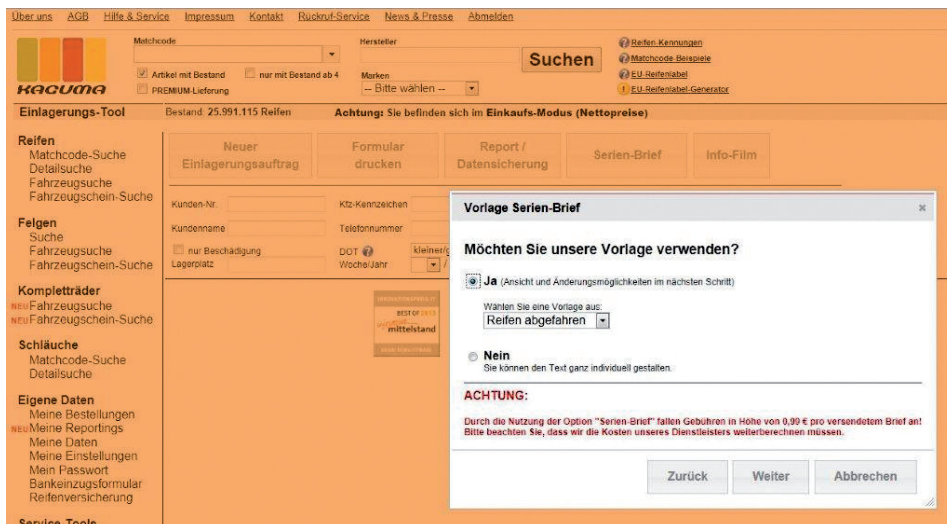 Über uns AGB Hilfe & Service Impressum Kontakt Rückruf-Service News & Presse Abmelden
KAGUMA
Matchcode
Artikel mit Bestand nur mit Bestand ab 4
PREMIUM-Lieferung
Hersteller
Marken
-- Bitte wählen --
Suchen
Reifen-Kennungen
Matchcode-Beispiele
EU-Reifenlabel
EU-Reifenlabel-Generator
Einlagerungs-Tool
Bestand: 25.991.115 Reifen
Achtung: Sie befinden sich im Einkaufs-Modus (Nettopreise)
Reifen
Matchcode-Suche
Detailsuche
Fahrzeugsuche
Fahrzeugschein-Suche
Felgen
Suche
Fahrzeugsuche
Fahrzeugschein-Suche
Kompletträder
NEU Fahrzeugsuche
NEU Fahrzeugschein-Suche
Schläuche
Matchcode-Suche
Detailsuche
Eigene Daten
Meine Bestellungen
NEU Meine Reportings
Meine Daten
Meine Einstellungen
Mein Passwort
Bankeinzugsformular
Reifenversicherung
Service-Tools
Neuer
Einlagerungsauftrag
Formular
drucken
Report /
Datensicherung
Serien-Brief
Info-Film
Kunden-Nr.
Kfz-Kennzeichen
Kundenname
Telefonnummer
nur Beschädigung
DOT
kleiner/g
Lagerplatz
Woche/Jahr
/
BEST OF 2013
mittelstand
Vorlage Serien-Brief
Möchten Sie unsere Vorlage verwenden?
Ja (Ansicht und Änderungsmöglichkeiten im nächsten Schritt)
Wählen Sie eine Vorlage aus:
Reifen abgefahren
Nein
Sie können den Text ganz individuell gestalten.
ACHTUNG:
Durch die Nutzung der Option "Serien-Brief" fallen Gebühren in Höhe von 0,99 € pro versendetem Brief an!
Bitte beachten Sie, dass wir die Kosten unseres Dienstleisters weiterberechnen müssen.
Zurück
Weiter
Abbrechen